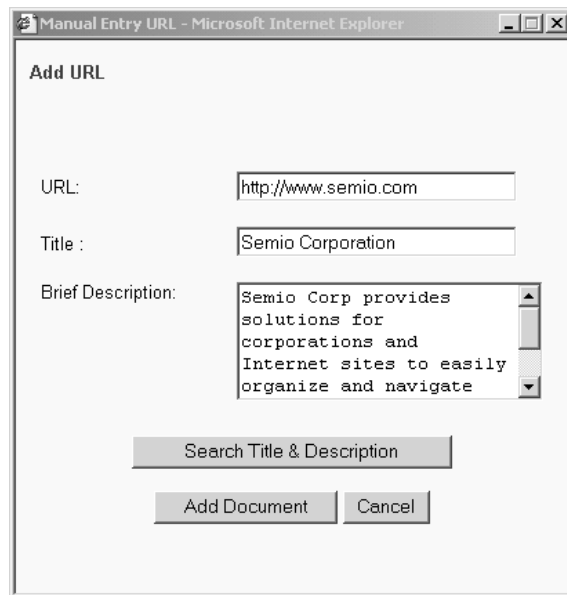 Manual Entry URL - Microsoft Internet Explorer
Add URL
URL:
http://www.semio.com
Title :
Semio Corporation
Brief Description:
Semio Corp provides
solutions for
corporations and
Internet sites to easily
organize and navigate
Search Title & Description
Add Document
Cancel